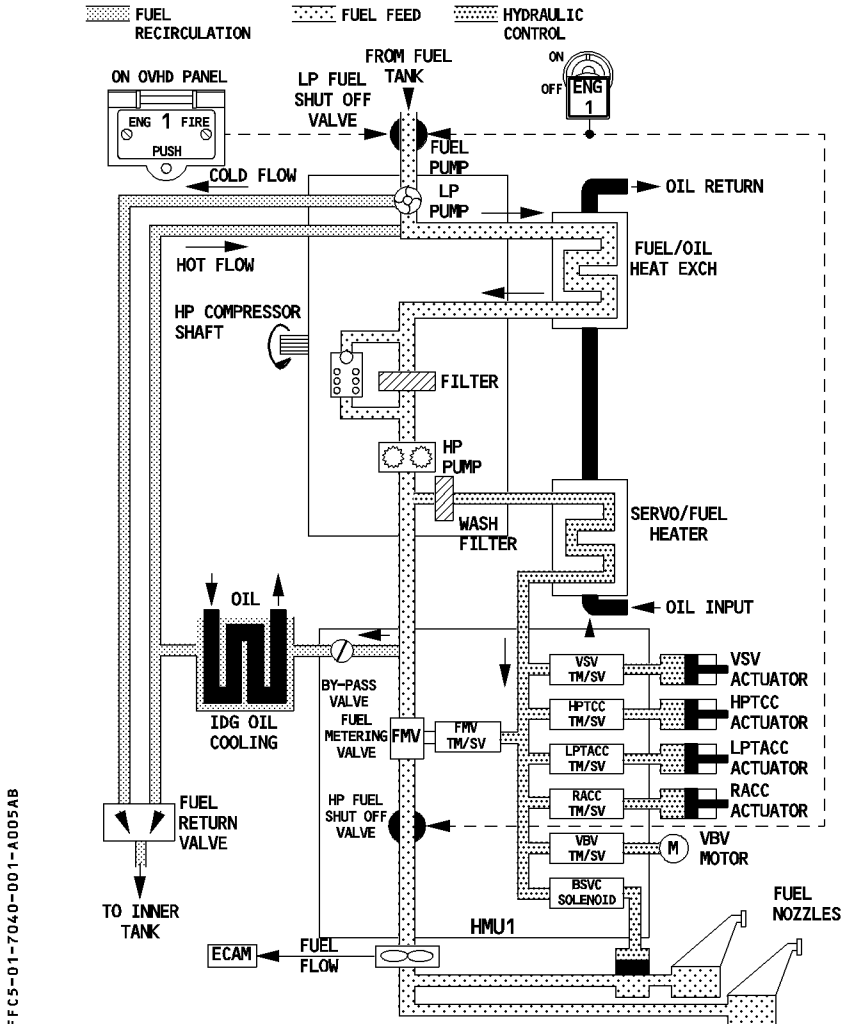 FUEL
RECIRCULATION
FUEL FEED
HYDRAULIC
CONTROL
ON
OFF
ENG
1
FROM FUEL
TANK
LP FUEL
SHUT OFF
VALVE
ON OVHD PANEL
ENG 1 FIRE
PUSH
FUEL
PUMP
COLD FLOW
LP
PUMP
OIL RETURN
HOT FLOW
FUEL/OIL
HEAT EXCH
HP COMPRESSOR
SHAFT
FILTER
HP
PUMP
WASH
FILTER
SERVO/FUEL
HEATER
OIL
OIL INPUT
BY-PASS
VALVE
IDG OIL
COOLING
FUEL
METERING
VALVE
FMV
FMV
TM/SV
VSV
TM/SV
VSV
ACTUATOR
HPTCC
TM/SV
HPTCC
ACTUATOR
LPTACC
TM/SV
LPTACC
ACTUATOR
RACC
TM/SV
RACC
ACTUATOR
VBV
TM/SV
M
VBV
MOTOR
BSVC
SOLENOID
HP FUEL
SHUT OFF
VALVE
FUEL
RETURN
VALVE
TO INNER
TANK
HMU1
FUEL
NOZZLES
ECAM
FUEL
FLOW
FFC5-01-7040-001-A005AB